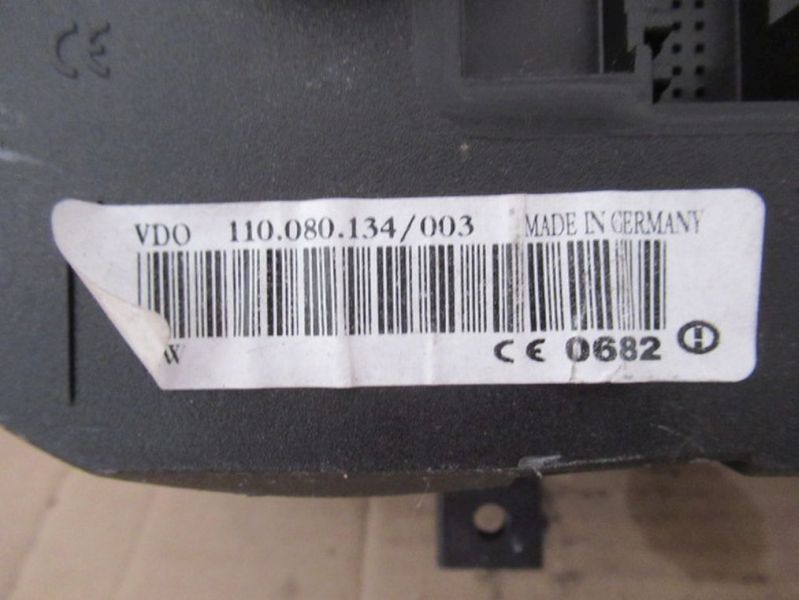 CE
VDO 110.080.134/003 MADE IN GERMANY
W CE 0682 H